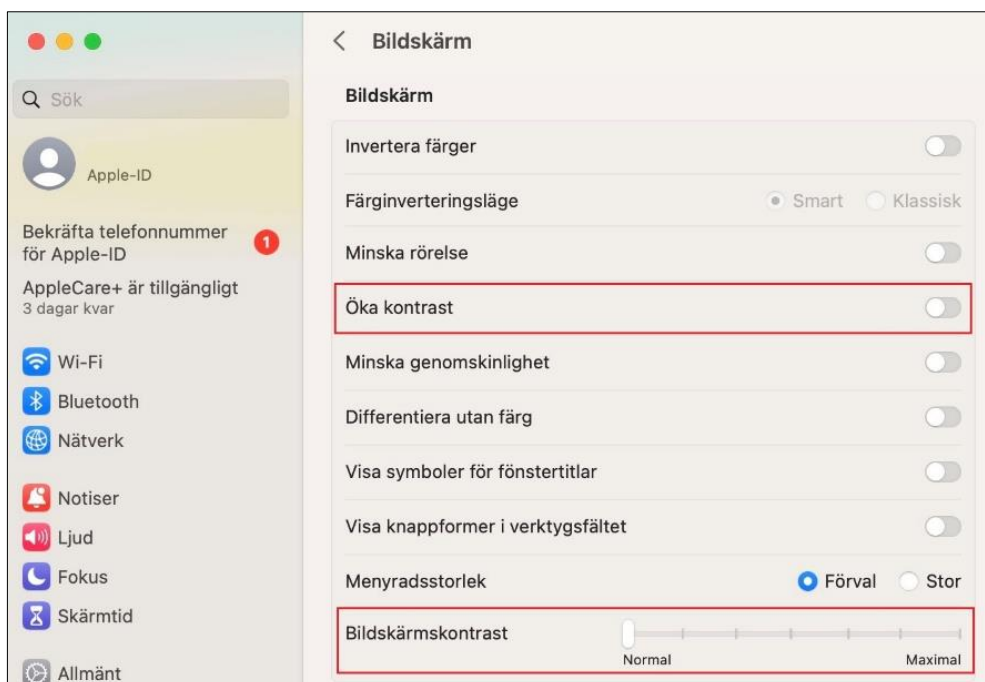 Sök
Apple-ID
Bekräfta telefonnummer
för Apple-ID
1
AppleCare+ är tillgängligt
3 dagar kvar
Wi-Fi
Bluetooth
Nätverk
Notiser
Ljud
Fokus
Skärmtid
Allmänt
Bildskärm
Bildskärm
Invertera färger
Färginverteringsläge Smart Klassisk
Minska rörelse
Öka kontrast
Minska genomskinlighet
Differentiera utan färg
Visa symboler för fönstertitlar
Visa knappformer i verktygsfältet
Menyradsstorlek Förval Stor
Bildskärmskontrast
Normal Maximal